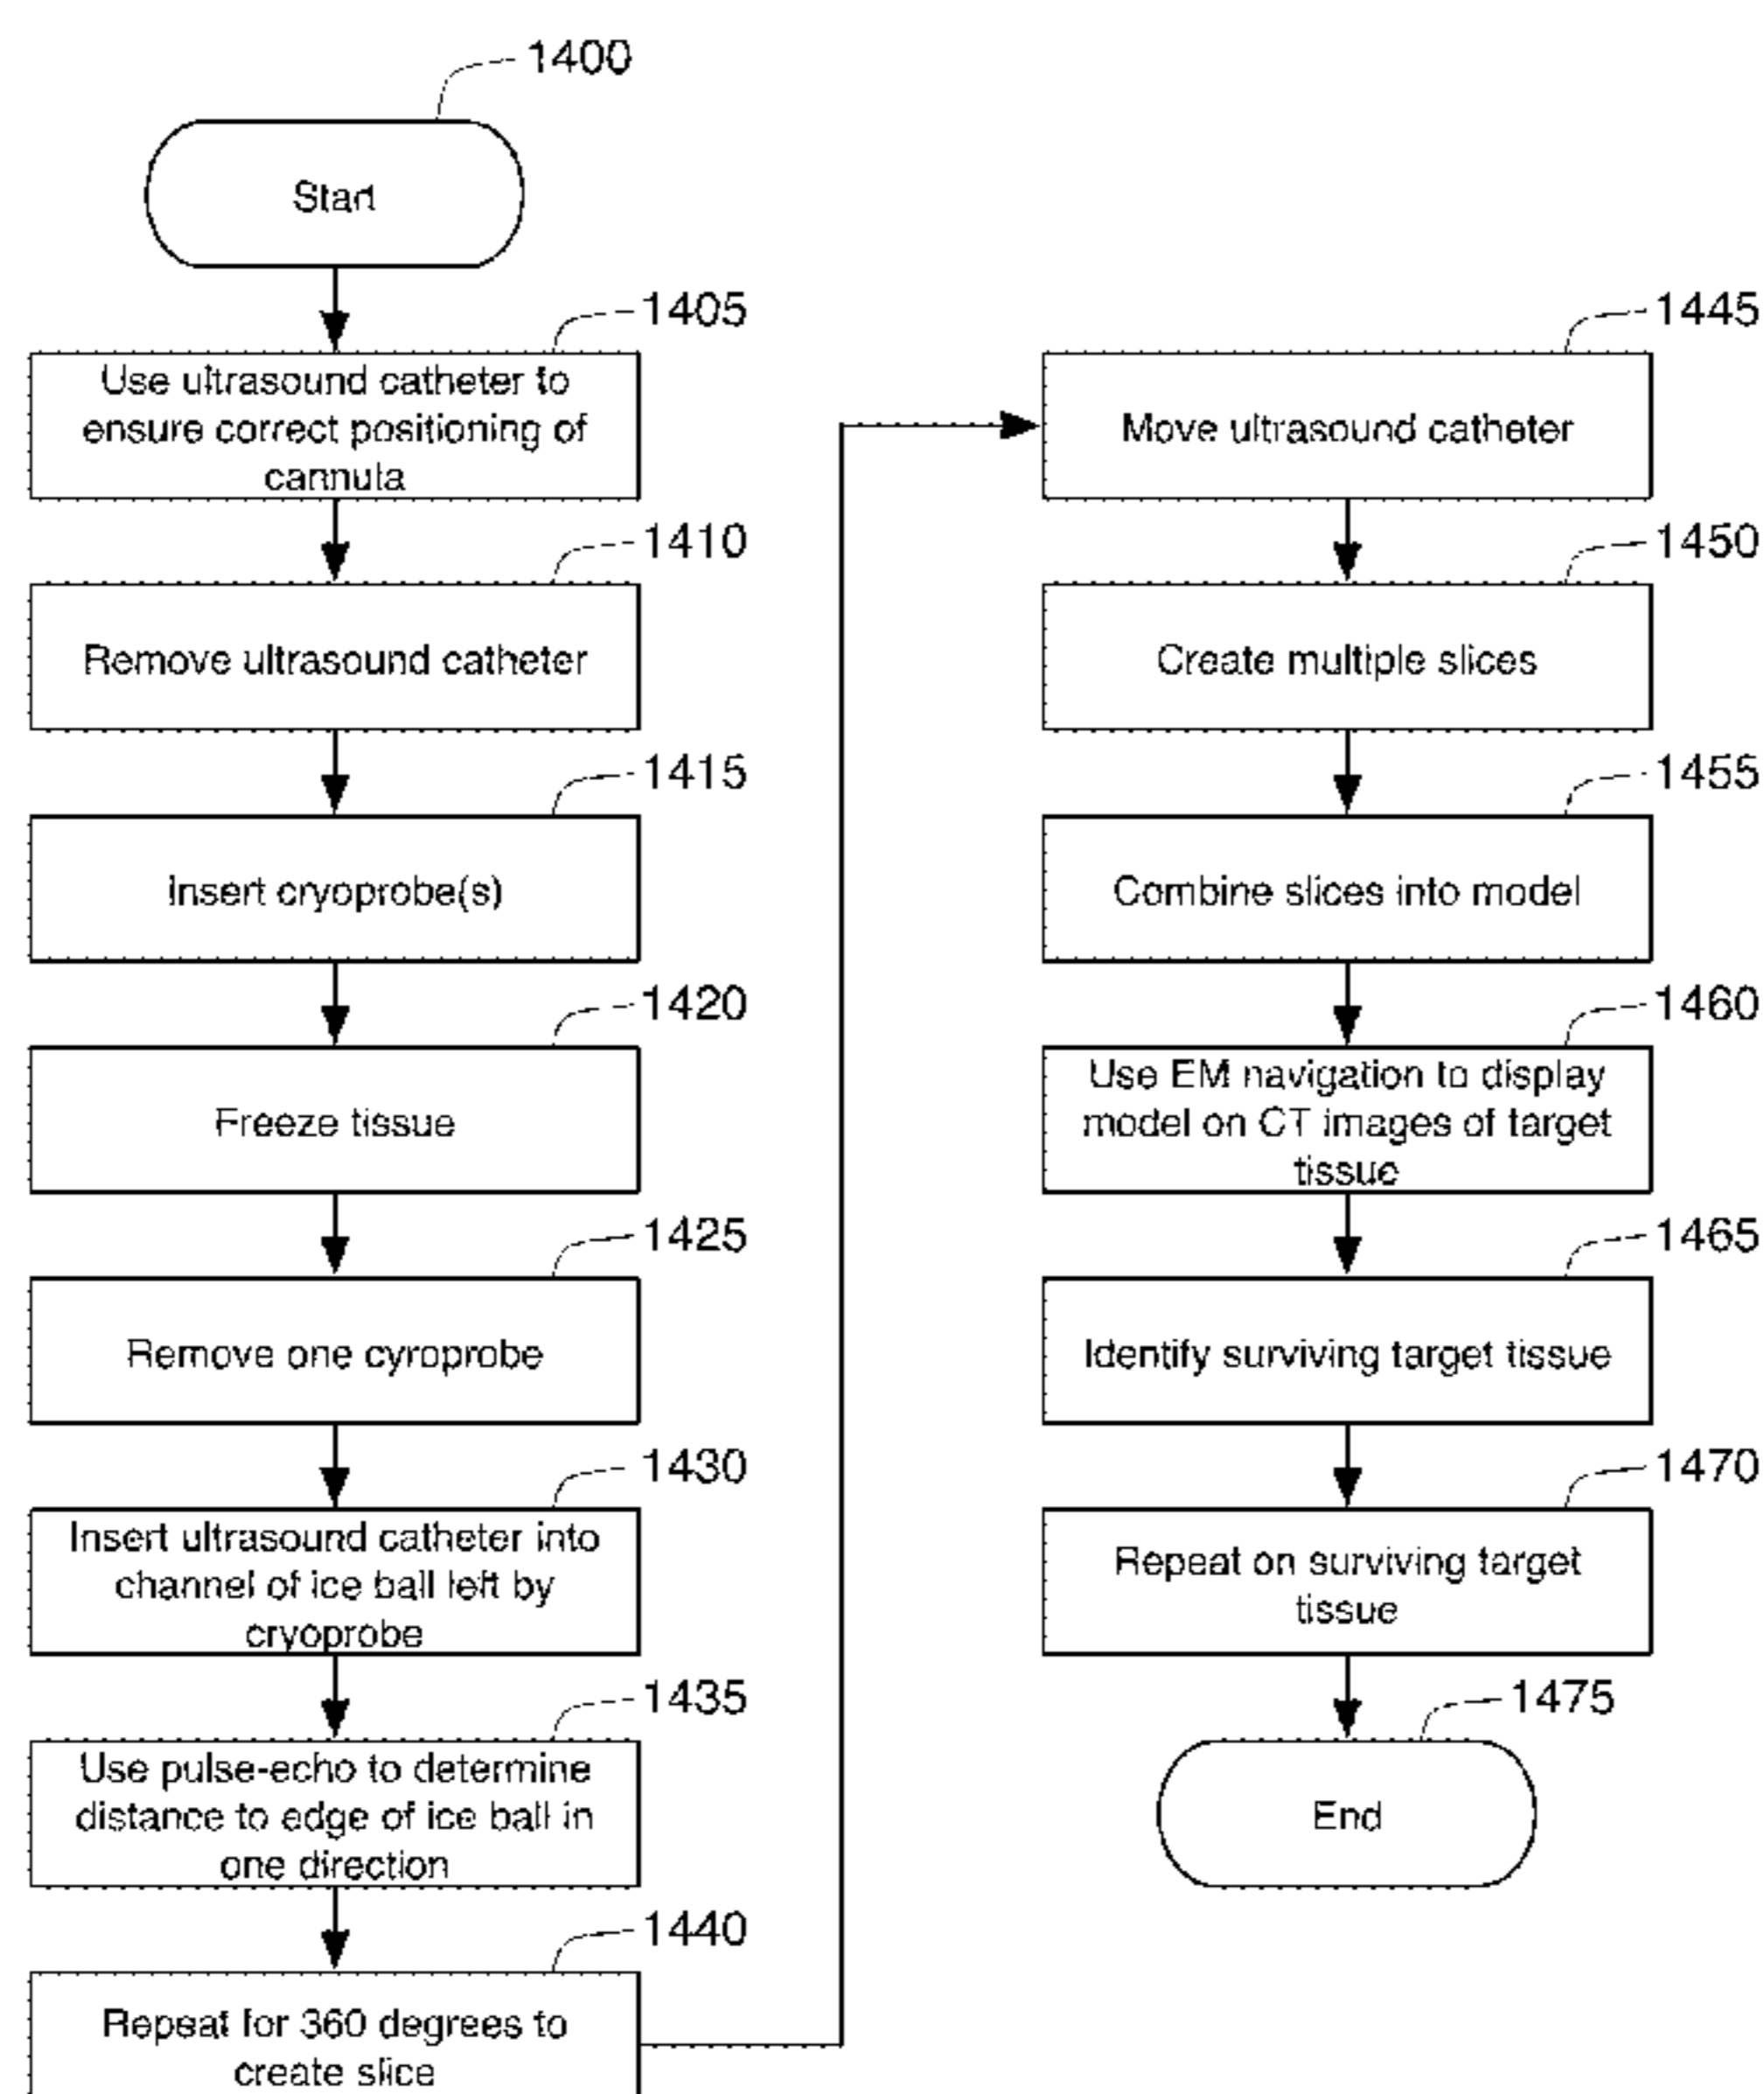 1400
Start
1405
Use ultrasound catheter to
ensure correct positioning of
cannula
1410
Remove ultrasound catheter
1415
Insert cryoprobe(s)
1420
Freeze tissue
1425
Remove one cyroprobe
1430
Insert ultrasound catheter into
channel of ice ball left by
cryoprobe
1435
Use pulse-echo to determine
distance to edge of ice ball in
one direction
1440
Repeat for 360 degrees to
create slice
1445
Move ultrasound catheter
1450
Create multiple slices
1455
Combine slices into model
1460
Use EM navigation to display
model on CT images of target
tissue
1465
Identify surviving target tissue
1470
Repeat on surviving target
tissue
1475
End